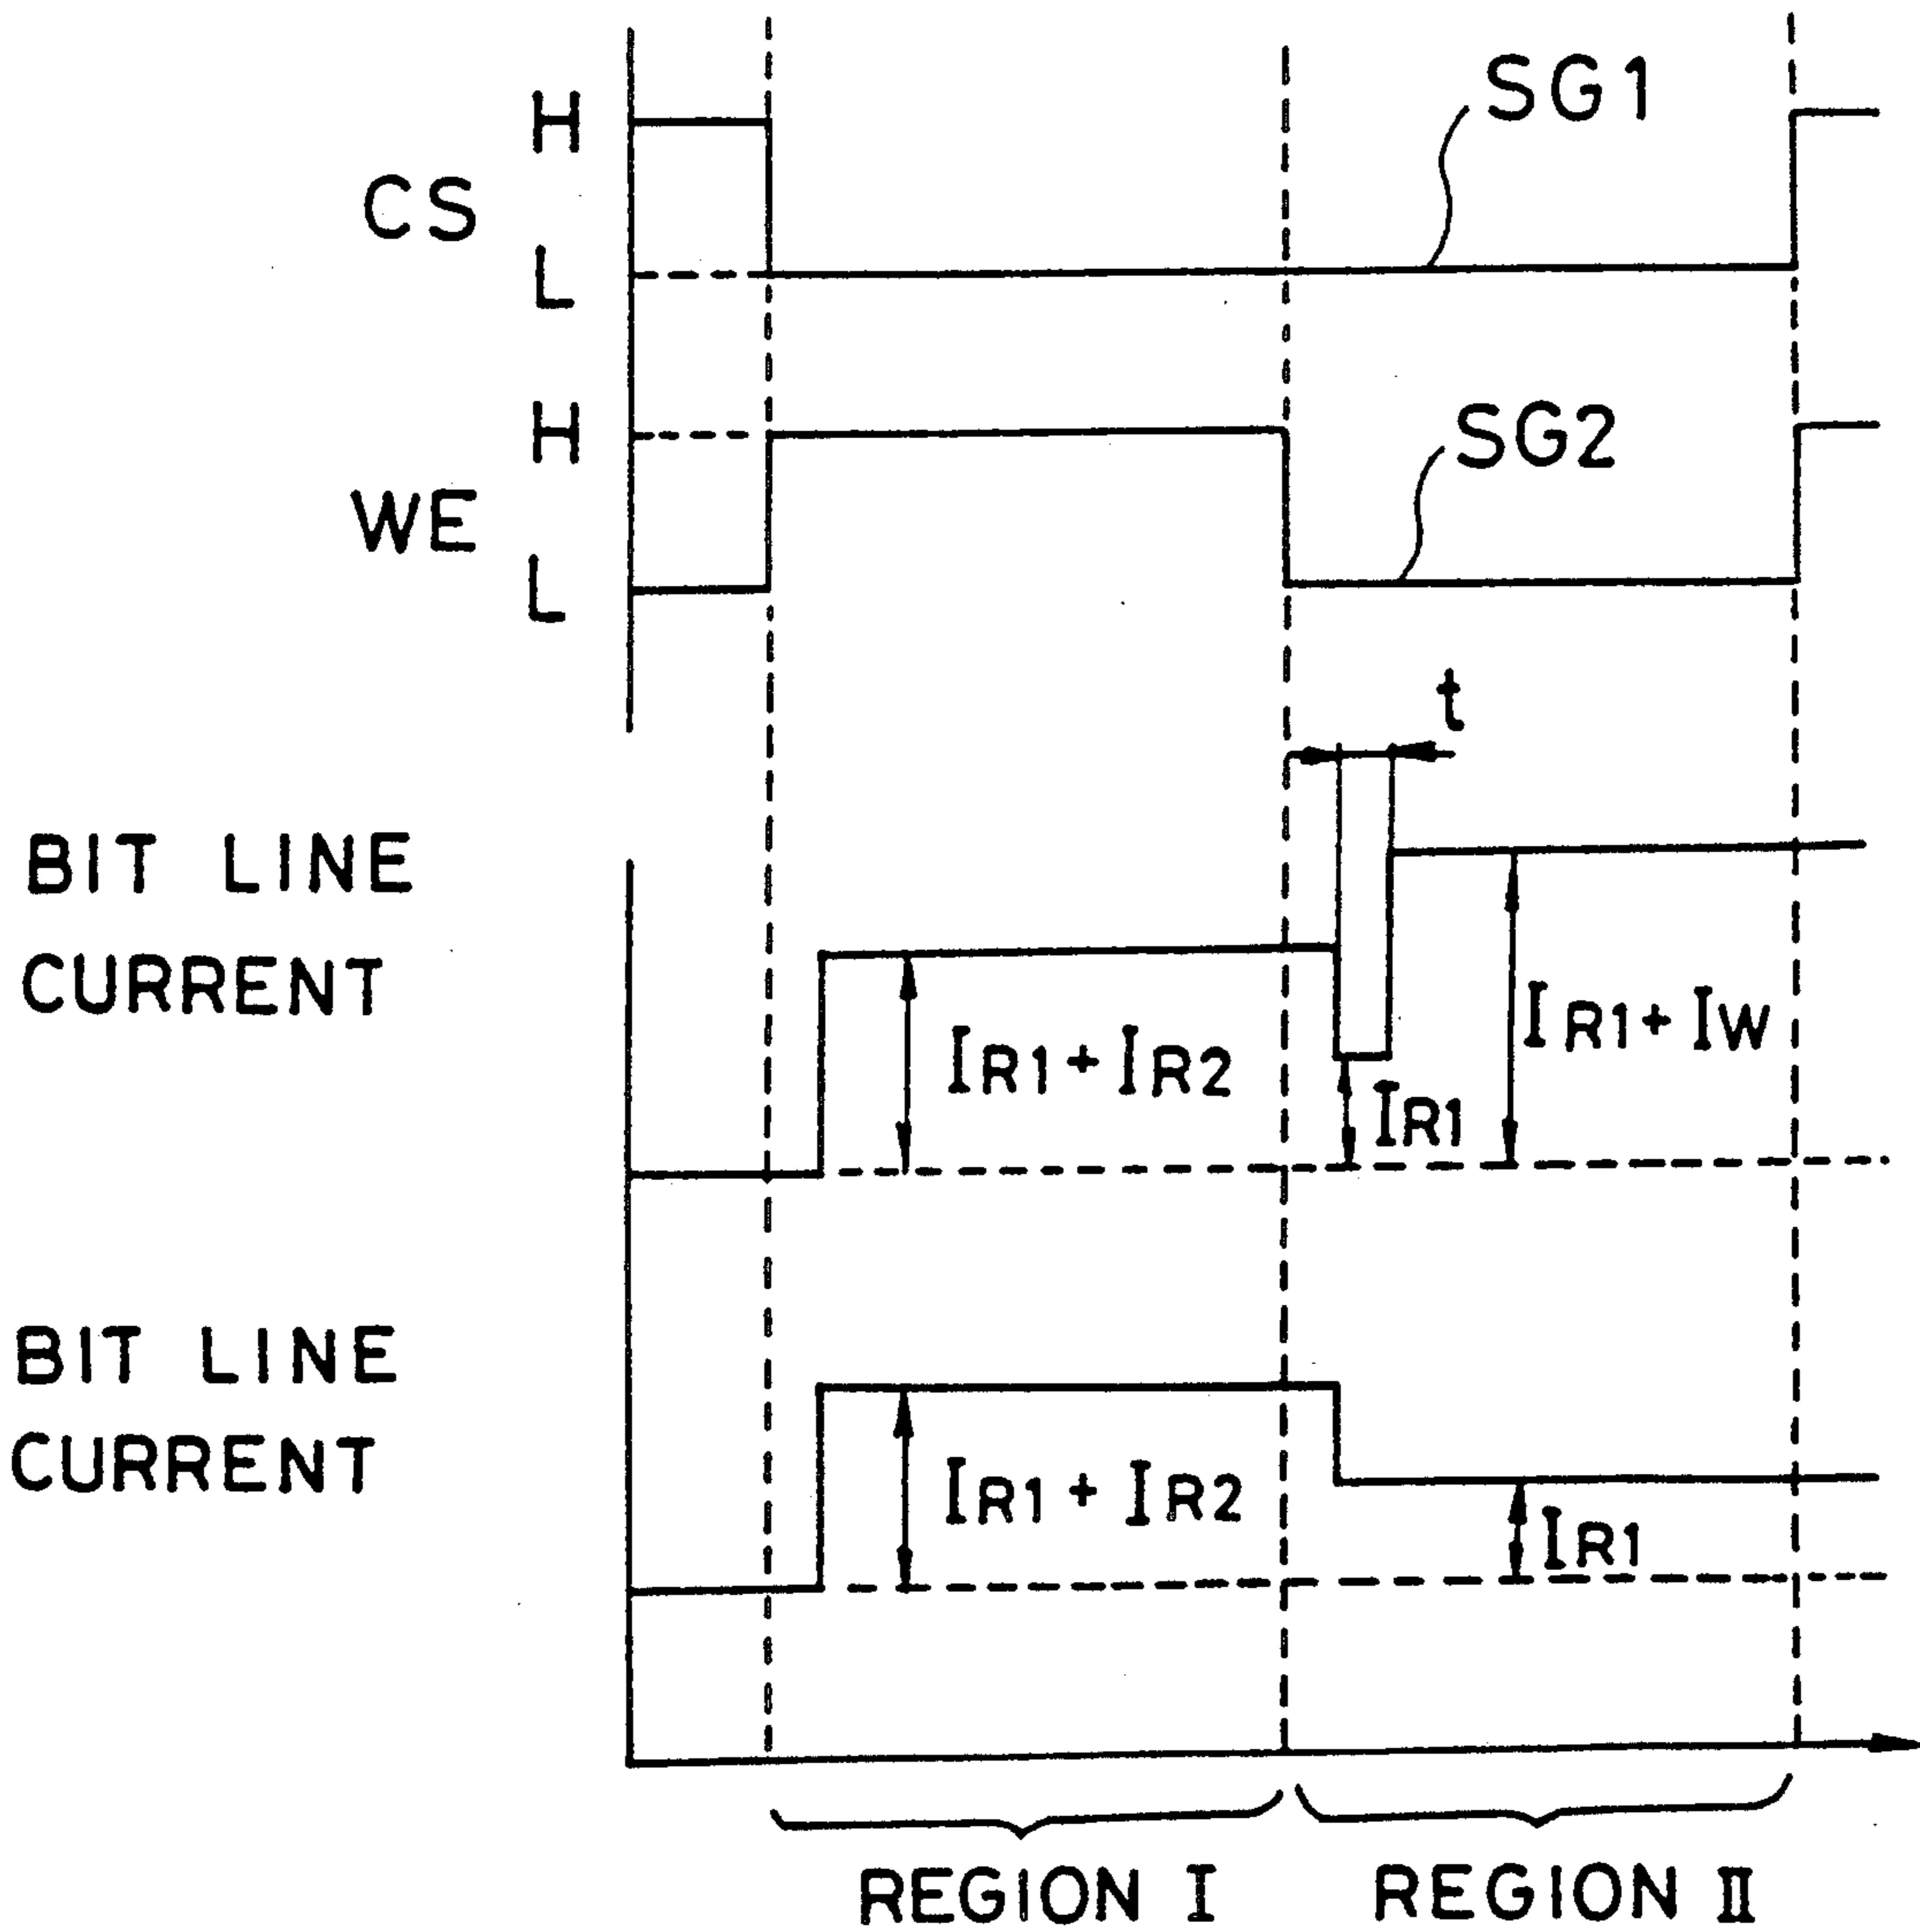 H
SG1
CS
L
H
SG2
WE
L
t
BIT LINE
CURRENT
IR1+IR2
IR1+IW
IR1
BIT LINE
CURRENT
IR1+IR2
IR1
REGION I
REGION II